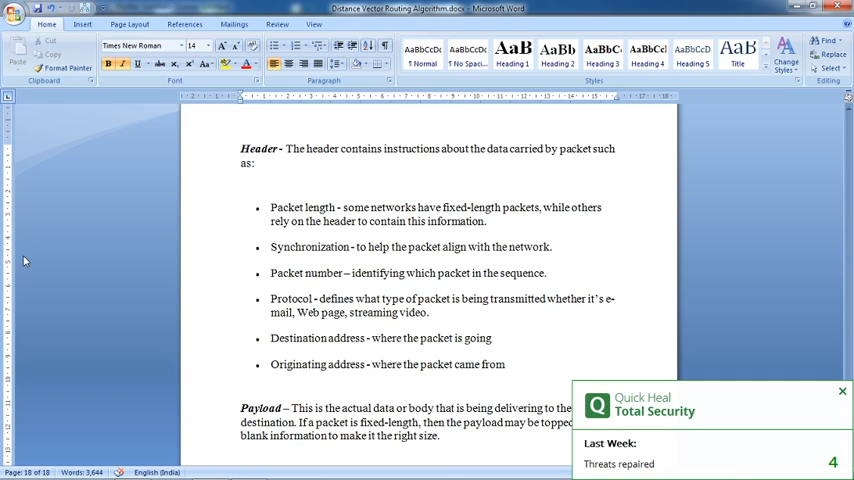 Distance Vector Routing Algorithm.docx - Microsoft Word
Home Insert Page Layout References Mailings Review View
Paste
Cut
Copy
Format Painter
Clipboard
Times New Roman 14
Font
Paragraph
AaBbCcDc AaBbCcDc AaB AaBb AaBbCc AaBbCc] AaBbCcDc AaB
¶ Normal ¶ No Spaci... Heading 1 Heading 2 Heading 3 Heading 4 Heading 5 Title
Styles
Change Styles
Find
Replace
Select
Editing
Header - The header contains instructions about the data carried by packet such
as:
• Packet length - some networks have fixed-length packets, while others
rely on the header to contain this information.
• Synchronization - to help the packet align with the network.
• Packet number – identifying which packet in the sequence.
• Protocol - defines what type of packet is being transmitted whether it’s e-
mail, Web page, streaming video.
• Destination address - where the packet is going
• Originating address - where the packet came from
Payload – This is the actual data or body that is being delivering to the
destination. If a packet is fixed-length, then the payload may be topped
blank information to make it the right size.
Quick Heal
Total Security
Last Week:
Threats repaired 4
Page: 18 of 18 Words: 3,644 English (India)